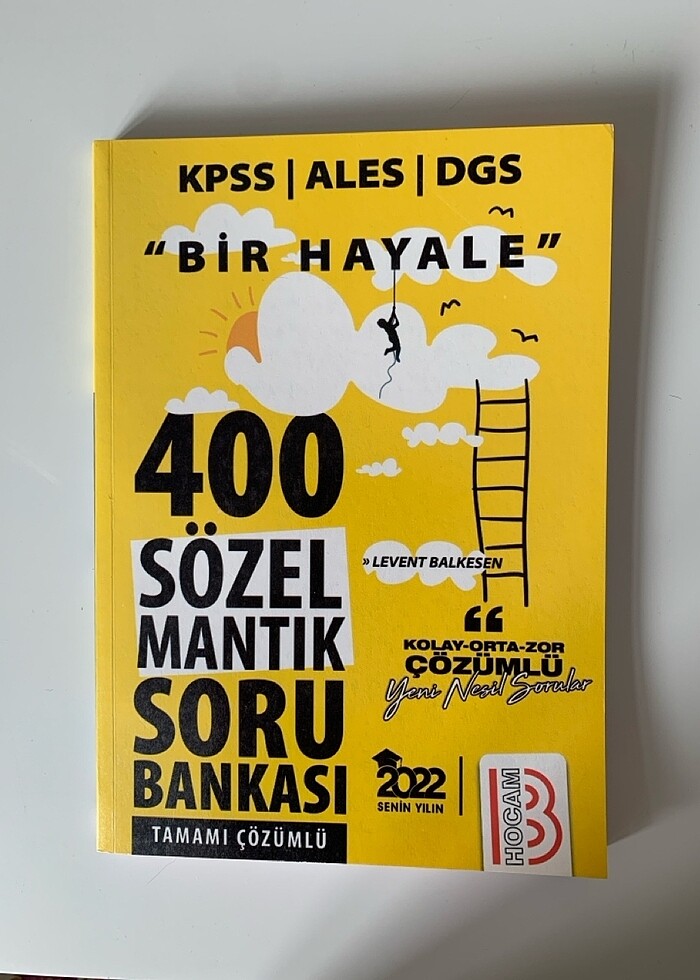 KPSS | ALES | DGS
“BİR HAYALE”
400
SÖZEL
MANTIK
SORU
BANKASI
TAMAMI ÇÖZÜMLÜ
» LEVENT BALKESEN
“
KOLAY-ORTA-ZOR
ÇÖZÜMLÜ
Yeni Nesil Sorular
2022
SENİN YILIN
B HOCAM